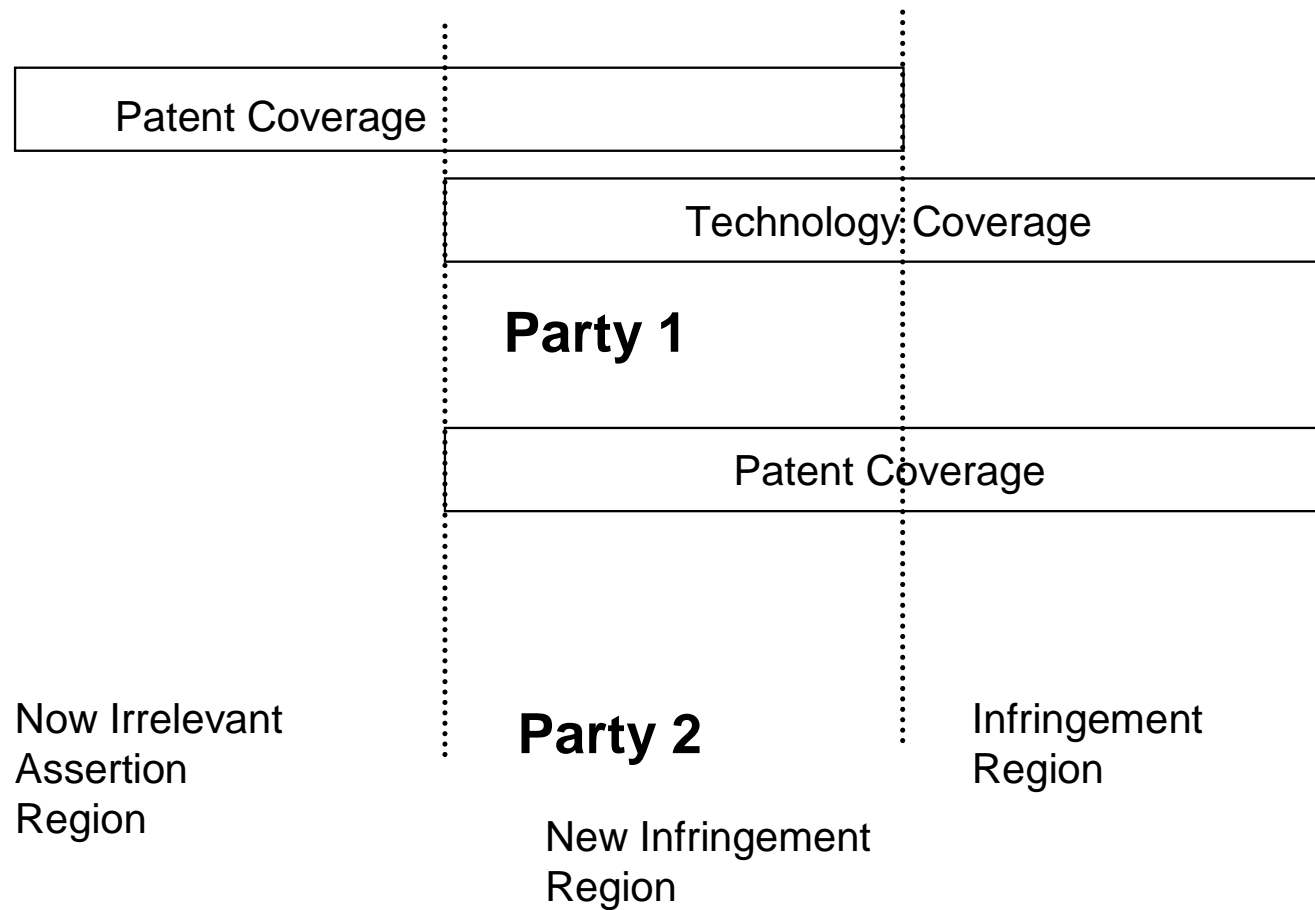 Patent Coverage
Technology Coverage
Party 1
Patent Coverage
Now Irrelevant
Assertion
Region
Party 2
New Infringement
Region
Infringement
Region